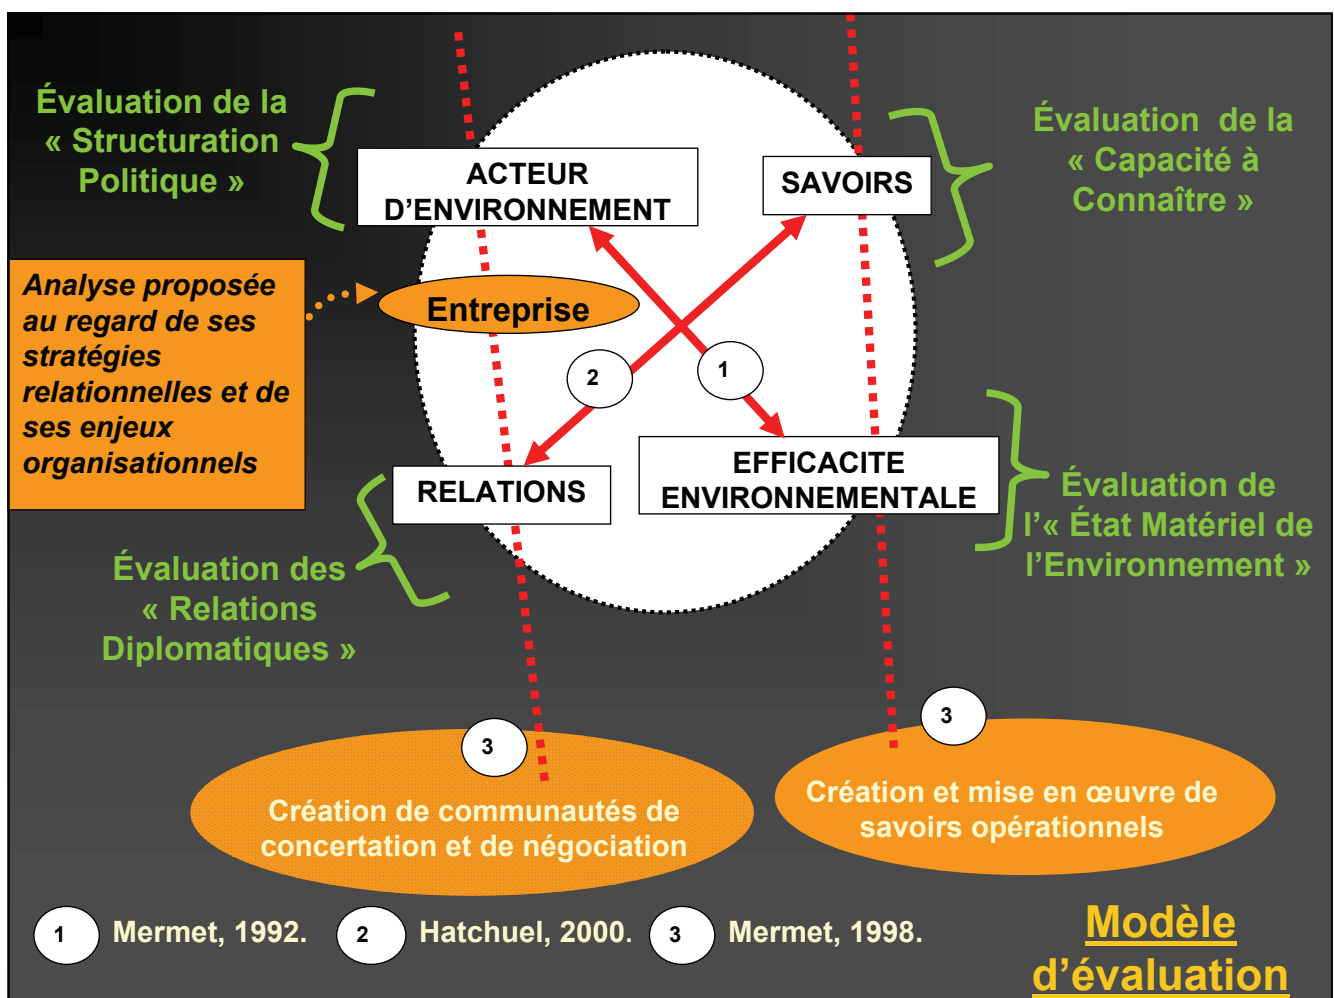 Évaluation de la
« Structuration
Politique »
ACTEUR
D’ENVIRONNEMENT
SAVOIRS
Évaluation de la
« Capacité à
Connaître »
Analyse proposée
au regard de ses
stratégies
relationnelles et de
ses enjeux
organisationnels
Entreprise
2
1
RELATIONS
EFFICACITE
ENVIRONNEMENTALE
Évaluation de
l’« État Matériel de
l’Environnement »
Évaluation des
« Relations
Diplomatiques »
3
Création de communautés de
concertation et de négociation
3
Création et mise en œuvre de
savoirs opérationnels
1 Mermet, 1992.
2 Hatchuel, 2000.
3 Mermet, 1998.
Modèle
d’évaluation